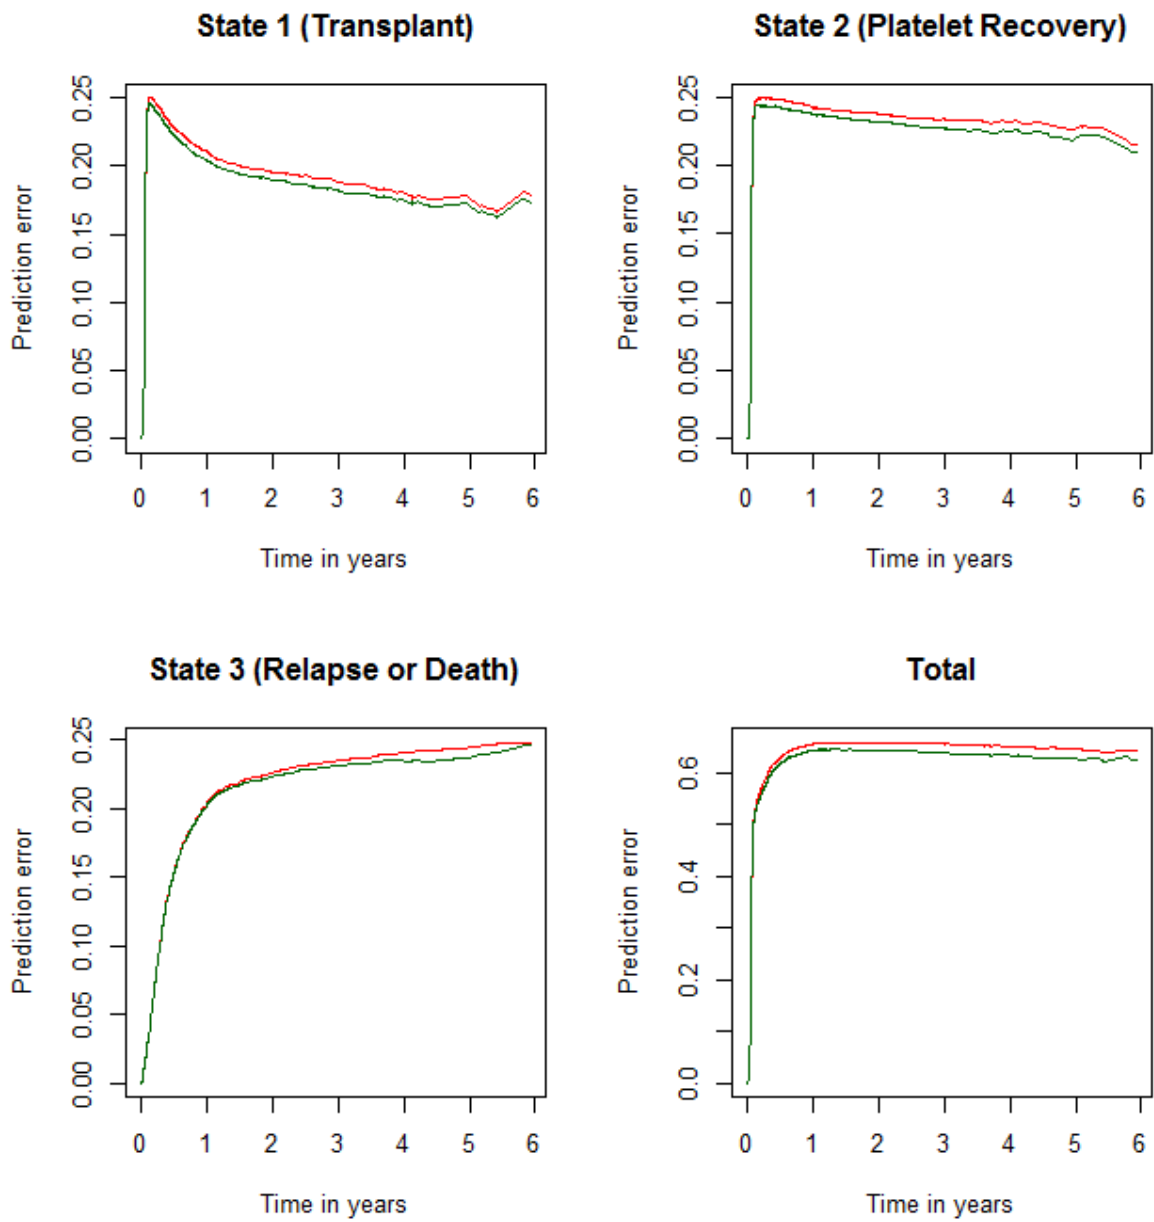 State 1 (Transplant)
Prediction error
0.00 0.05 0.10 0.15 0.20 0.25
0 1 2 3 4 5 6
Time in years
State 2 (Platelet Recovery)
Prediction error
0.00 0.05 0.10 0.15 0.20 0.25
0 1 2 3 4 5 6
Time in years
State 3 (Relapse or Death)
Prediction error
0.00 0.05 0.10 0.15 0.20 0.25
0 1 2 3 4 5 6
Time in years
Total
Prediction error
0.0 0.2 0.4 0.6
0 1 2 3 4 5 6
Time in years